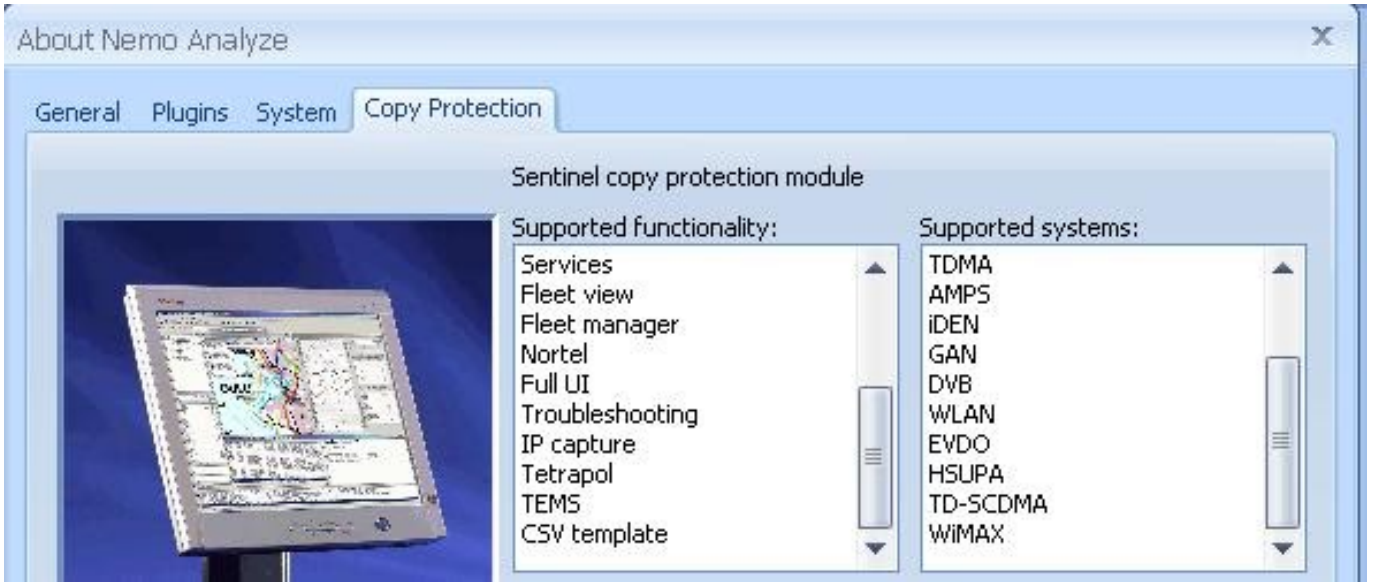 About Nemo Analyze
General Plugins System Copy Protection
Sentinel copy protection module
Supported functionality:
Services
Fleet view
Fleet manager
Nortel
Full UI
Troubleshooting
IP capture
Tetrapol
TEMS
CSV template
Supported systems:
TDMA
AMPS
iDEN
GAN
DVB
WLAN
EVDO
HSUPA
TD-SCDMA
WiMAX